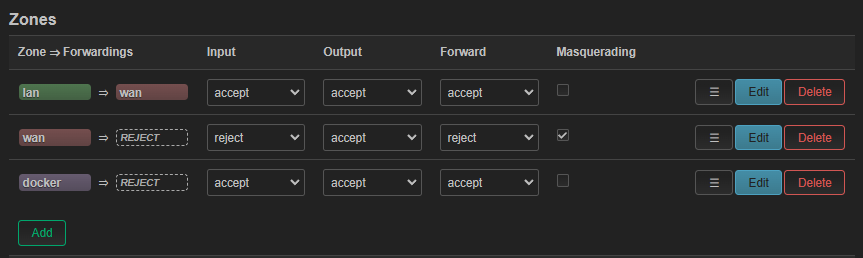 Zones
Zone ⇒ Forwardings Input Output Forward Masquerading
lan ⇒ wan accept accept accept ☰ Edit Delete
wan ⇒ REJECT reject accept reject ☰ Edit Delete
docker ⇒ REJECT accept accept accept ☰ Edit Delete
Add